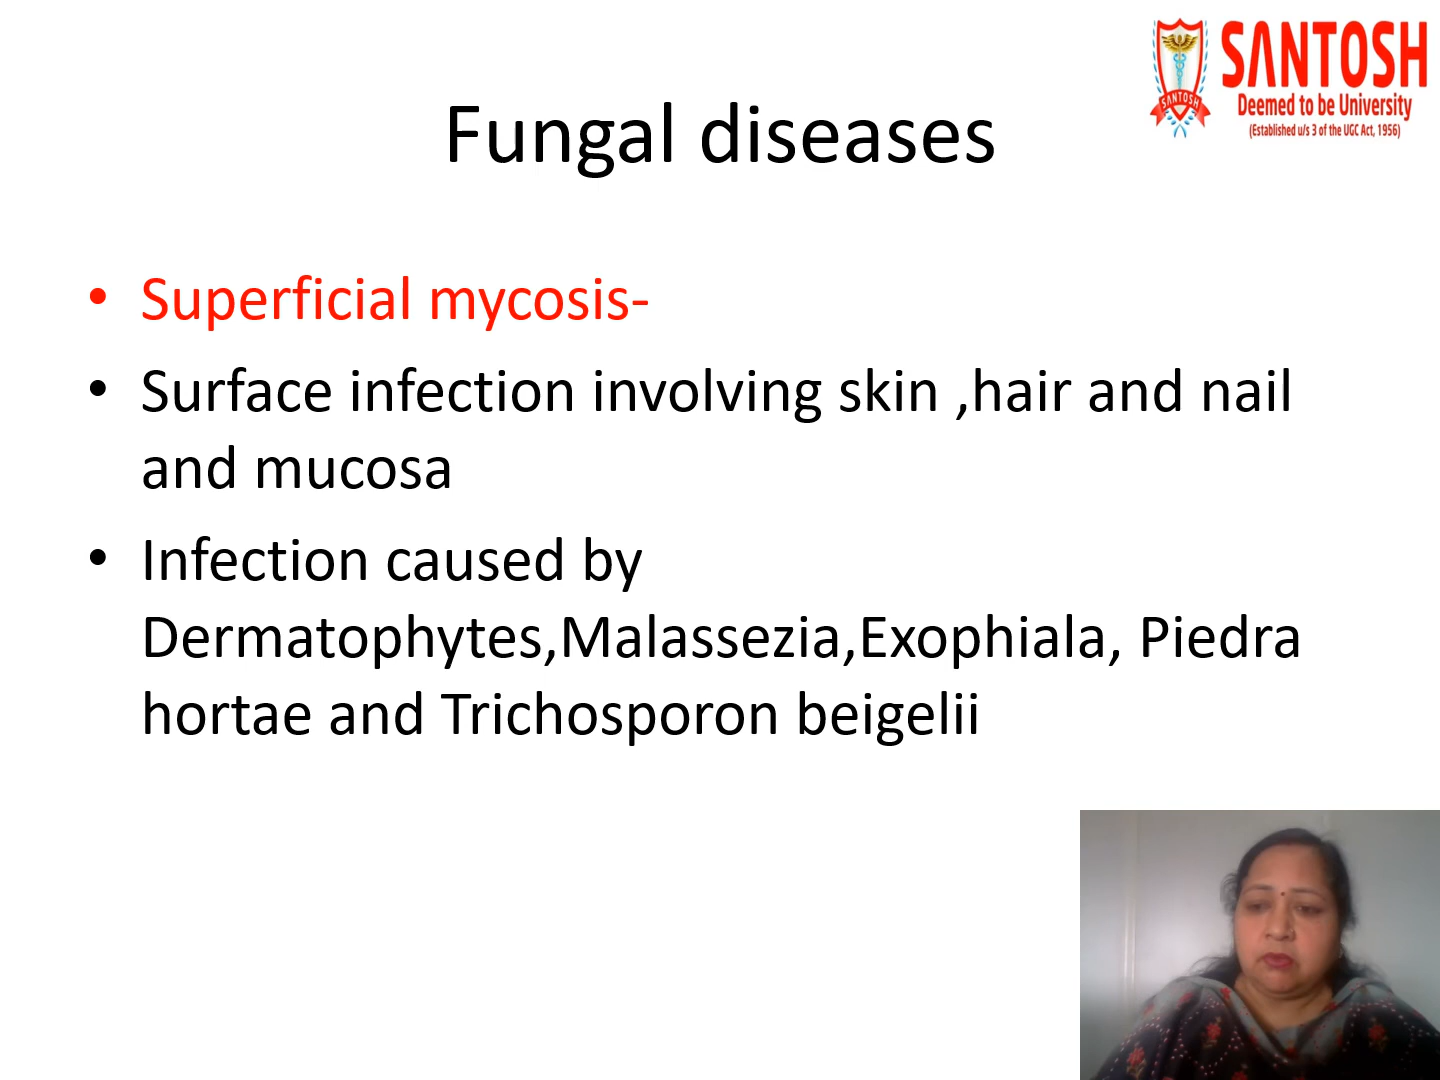 SANTOSH
Deemed to be University
(Established u/s 3 of the UGC Act, 1956)
SANTOSH
Fungal diseases
• Superficial mycosis-
• Surface infection involving skin ,hair and nail
and mucosa
• Infection caused by
Dermatophytes,Malassezia,Exophiala, Piedra
hortae and Trichosporon beigelii